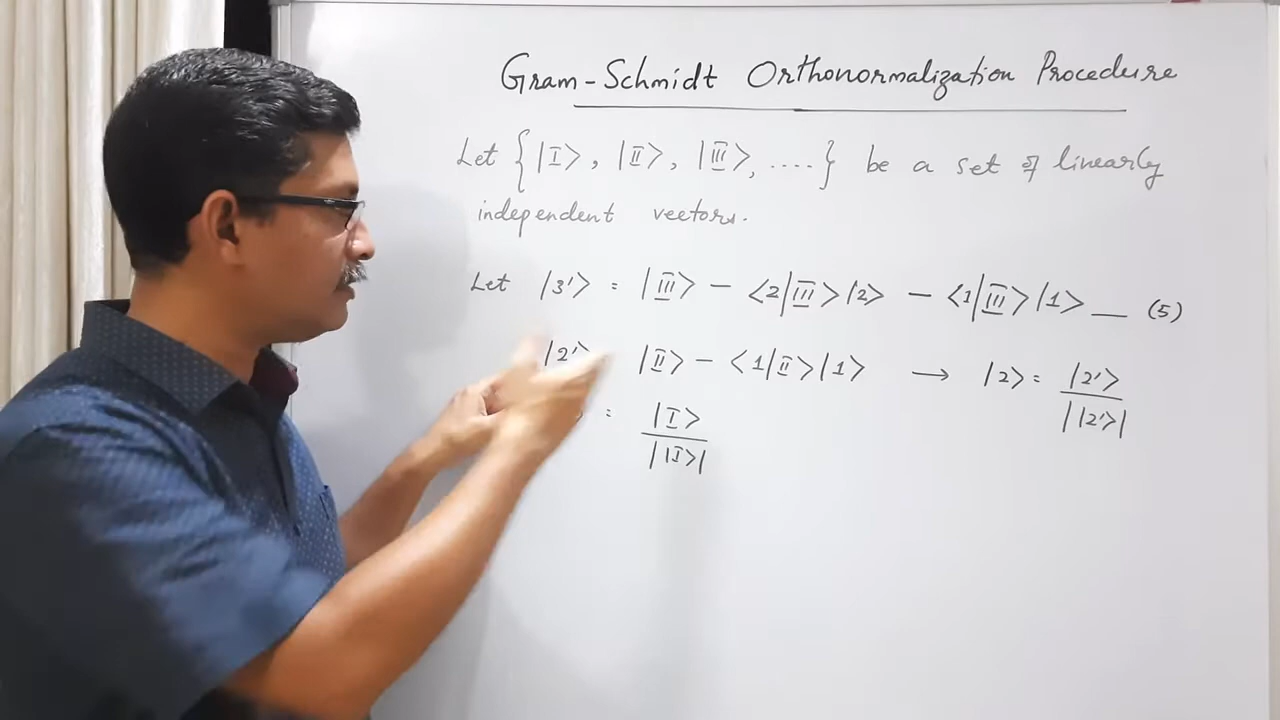 Gram-Schmidt Orthonormalization Procedure
Let {|I>, |II>, |III>, ....} be a set of linearly
independent vectors.
Let |3'> = |III> - <2|III>|2> - <1|III>|1> __ (5)
|2'> |II> - <1|II>|1> → |2> = |2'> / ||2'>|
> = |I> / ||I>|